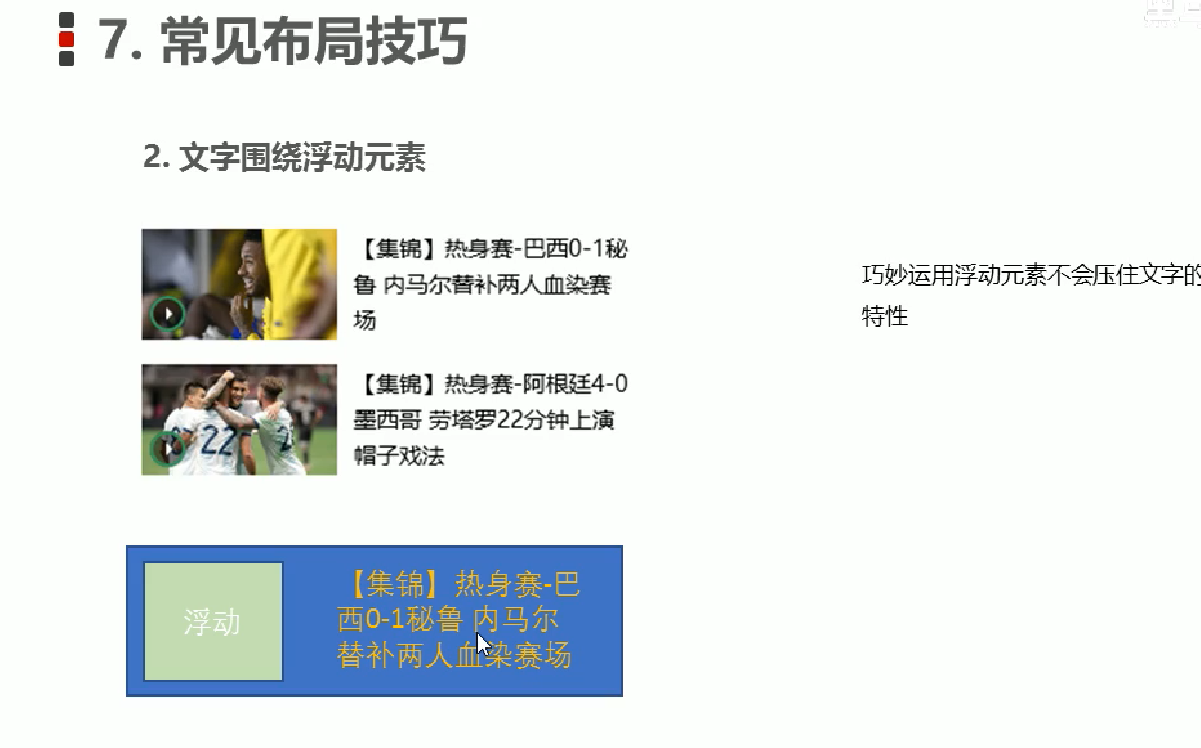 7. 常见布局技巧
2. 文字围绕浮动元素
【集锦】热身赛-巴西0-1秘
鲁 内马尔替补两人血染赛
场
巧妙运用浮动元素不会压住文字的
特性
22
2
【集锦】热身赛-阿根廷4-0
墨西哥 劳塔罗22分钟上演
帽子戏法
浮动
【集锦】热身赛-巴
西0-1秘鲁 内马尔
替补两人血染赛场